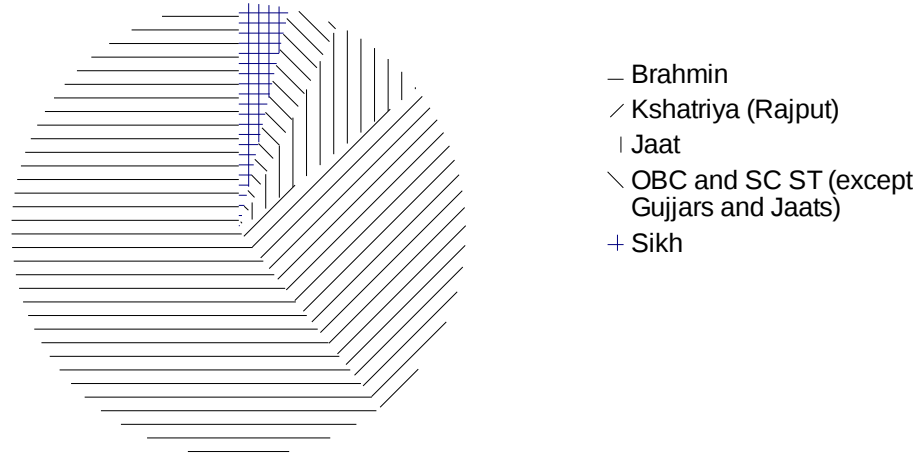 Brahmin
Kshatriya (Rajput)
Jaat
OBC and SC ST (except
Gujjars and Jaats)
Sikh